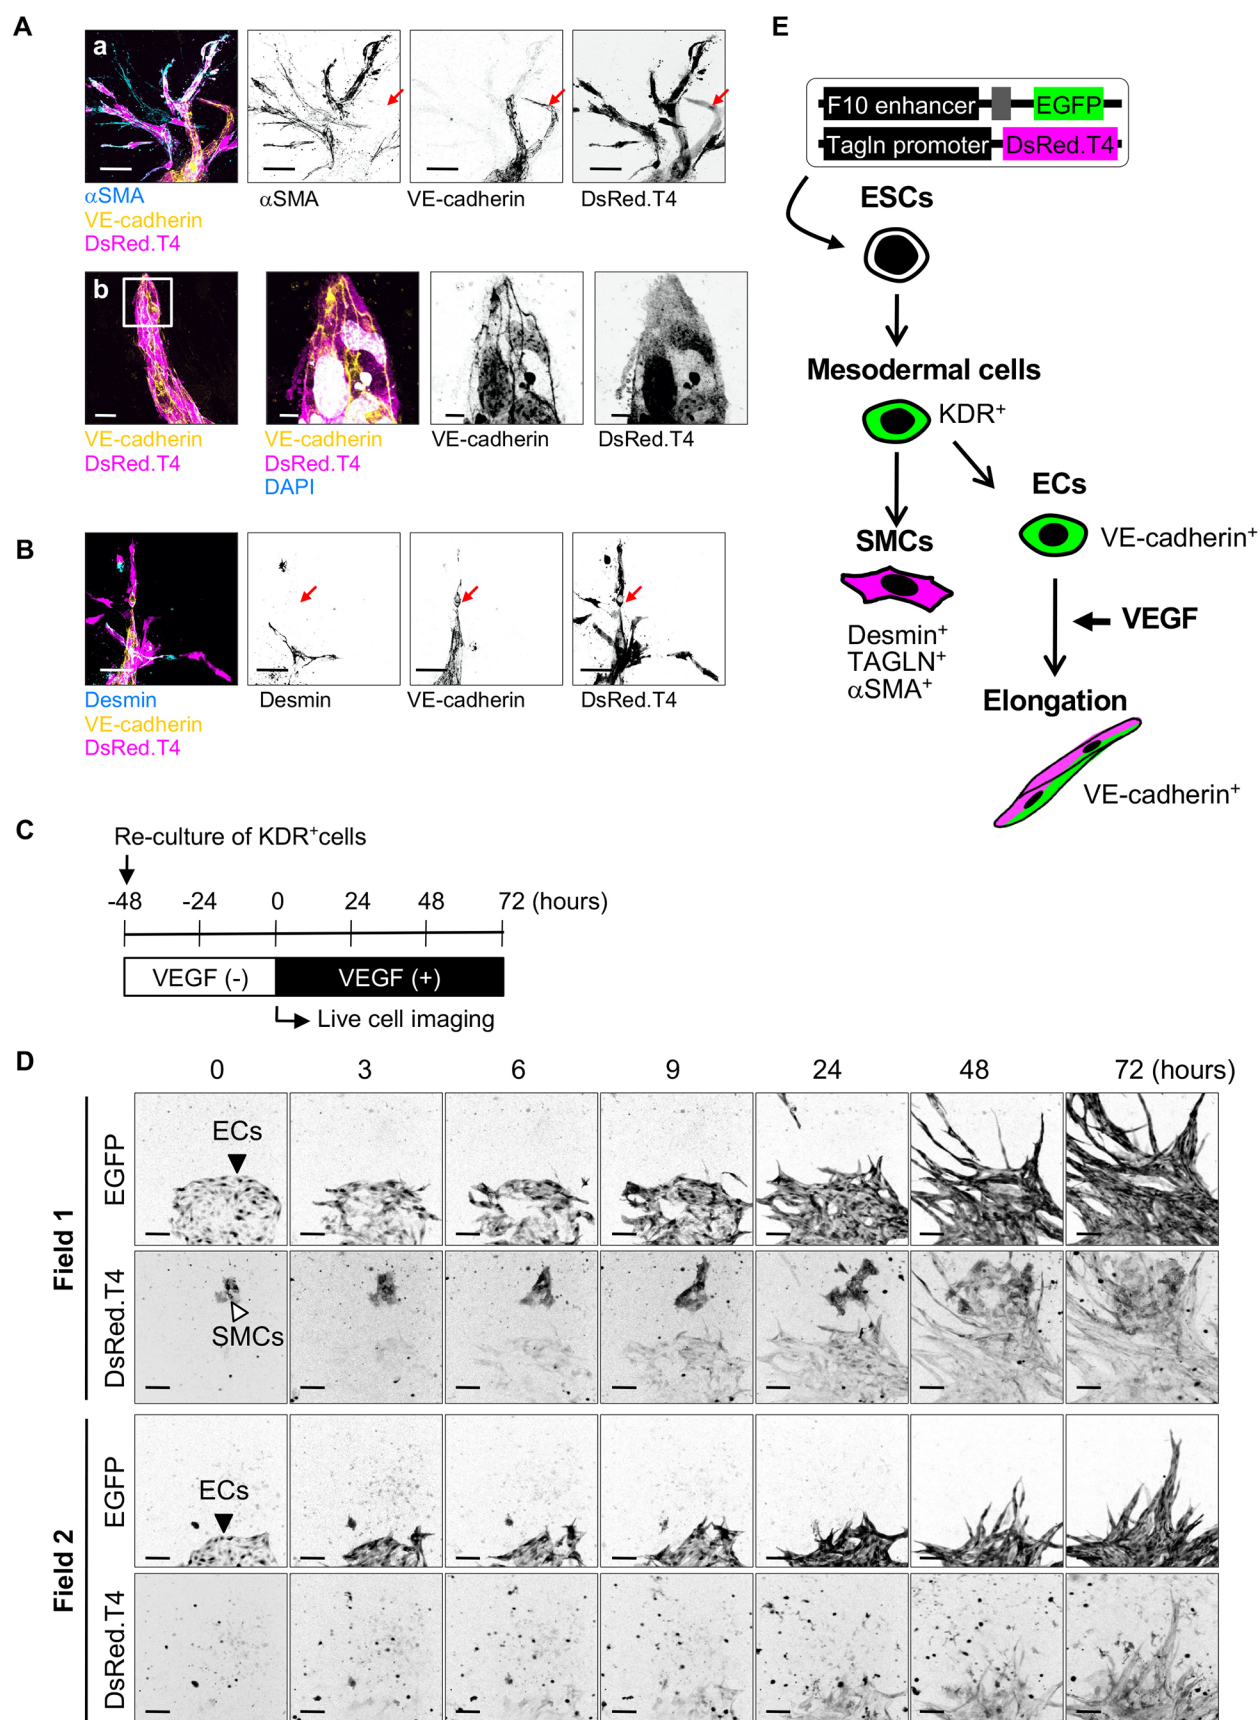 A
a
αSMA
VE-cadherin
DsRed.T4
αSMA
VE-cadherin
DsRed.T4
b
VE-cadherin
DsRed.T4
VE-cadherin
DsRed.T4
DAPI
VE-cadherin
DsRed.T4
B
Desmin
VE-cadherin
DsRed.T4
Desmin
VE-cadherin
DsRed.T4
E
F10 enhancer EGFP
Tagln promoter DsRed.T4
ESCs
Mesodermal cells
KDR⁺
ECs
VE-cadherin⁺
SMCs
Desmin⁺
TAGLN⁺
αSMA⁺
VEGF
Elongation
VE-cadherin⁺
C
Re-culture of KDR⁺cells
-48 -24 0 24 48 72 (hours)
VEGF (-) VEGF (+)
Live cell imaging
D
0 3 6 9 24 48 72 (hours)
Field 1
EGFP
ECs
DsRed.T4
SMCs
Field 2
EGFP
ECs
DsRed.T4